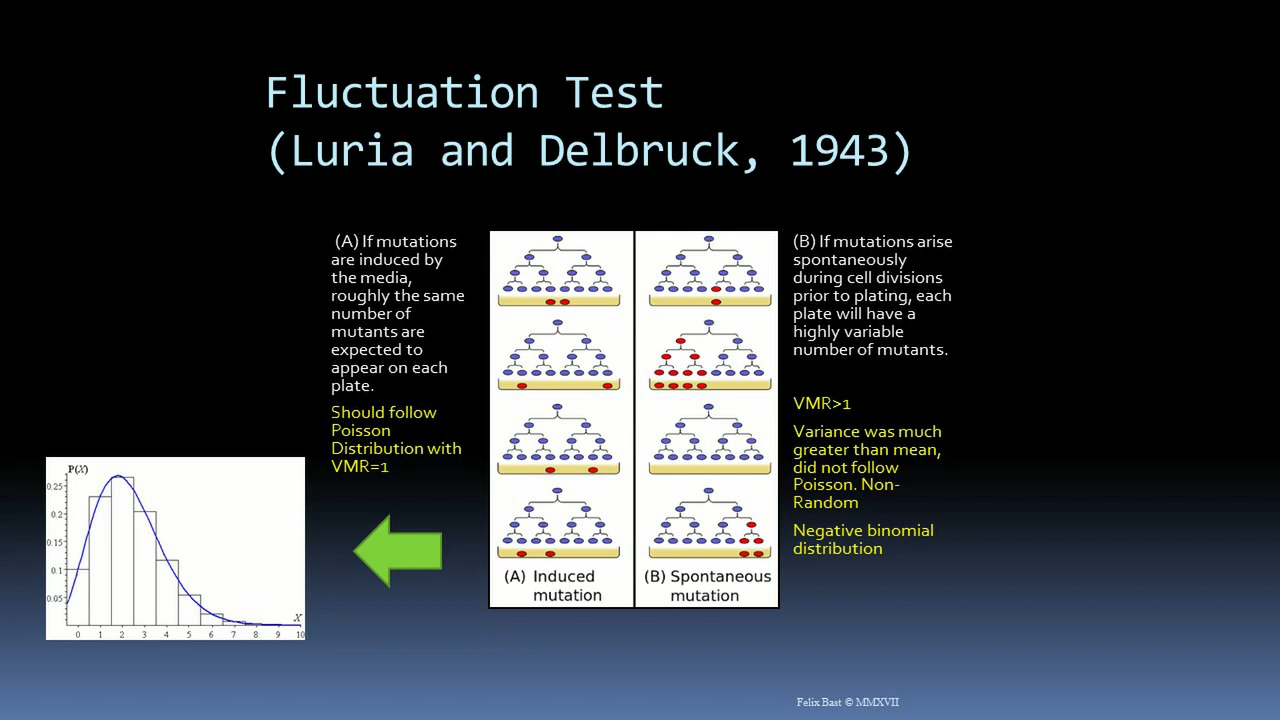 Fluctuation Test
(Luria and Delbruck, 1943)
(A) If mutations
are induced by
the media,
roughly the same
number of
mutants are
expected to
appear on each
plate.
Should follow
Poisson
Distribution with
VMR=1
P(X)
0.25
0.2
0.15
0.1
0.05
X
0 1 2 3 4 5 6 7 8 9 10
(A) Induced
mutation
(B) Spontaneous
mutation
(B) If mutations arise
spontaneously
during cell divisions
prior to plating, each
plate will have a
highly variable
number of mutants.
VMR>1
Variance was much
greater than mean,
did not follow
Poisson. Non-
Random
Negative binomial
distribution
Felix Bast © MMXVII